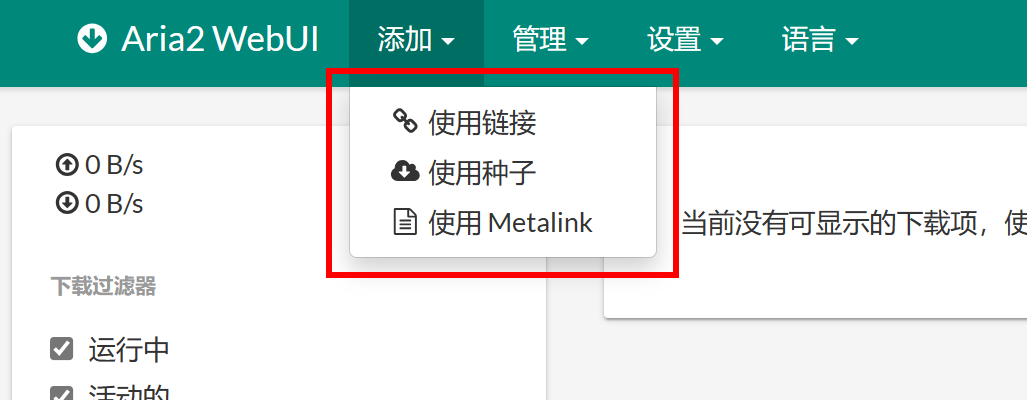 Aria2 WebUI 添加 管理 设置 语言
使用链接
使用种子
使用 Metalink
0 B/s
0 B/s
当前没有可显示的下载项，使
下载过滤器
运行中
活动的